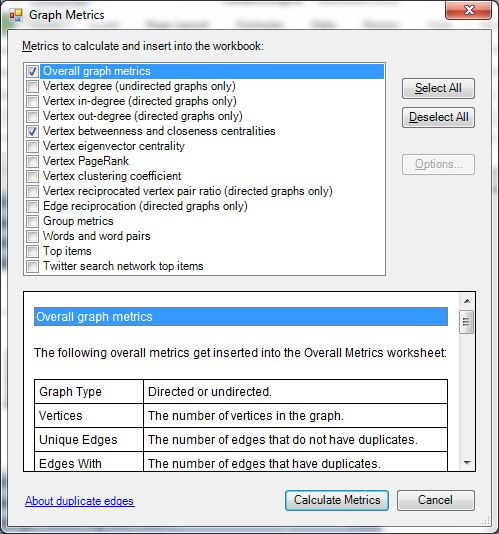 Graph Metrics
Metrics to calculate and insert into the workbook:
Overall graph metrics
Vertex degree (undirected graphs only)
Vertex in-degree (directed graphs only)
Vertex out-degree (directed graphs only)
Vertex betweenness and closeness centralities
Vertex eigenvector centrality
Vertex PageRank
Vertex clustering coefficient
Vertex reciprocated vertex pair ratio (directed graphs only)
Edge reciprocation (directed graphs only)
Group metrics
Words and word pairs
Top items
Twitter search network top items
Select All
Deselect All
Options...
Overall graph metrics
The following overall metrics get inserted into the Overall Metrics worksheet:
Graph Type Directed or undirected.
Vertices The number of vertices in the graph.
Unique Edges The number of edges that do not have duplicates.
Edges With The number of edges that have duplicates.
About duplicate edges
Calculate Metrics
Cancel